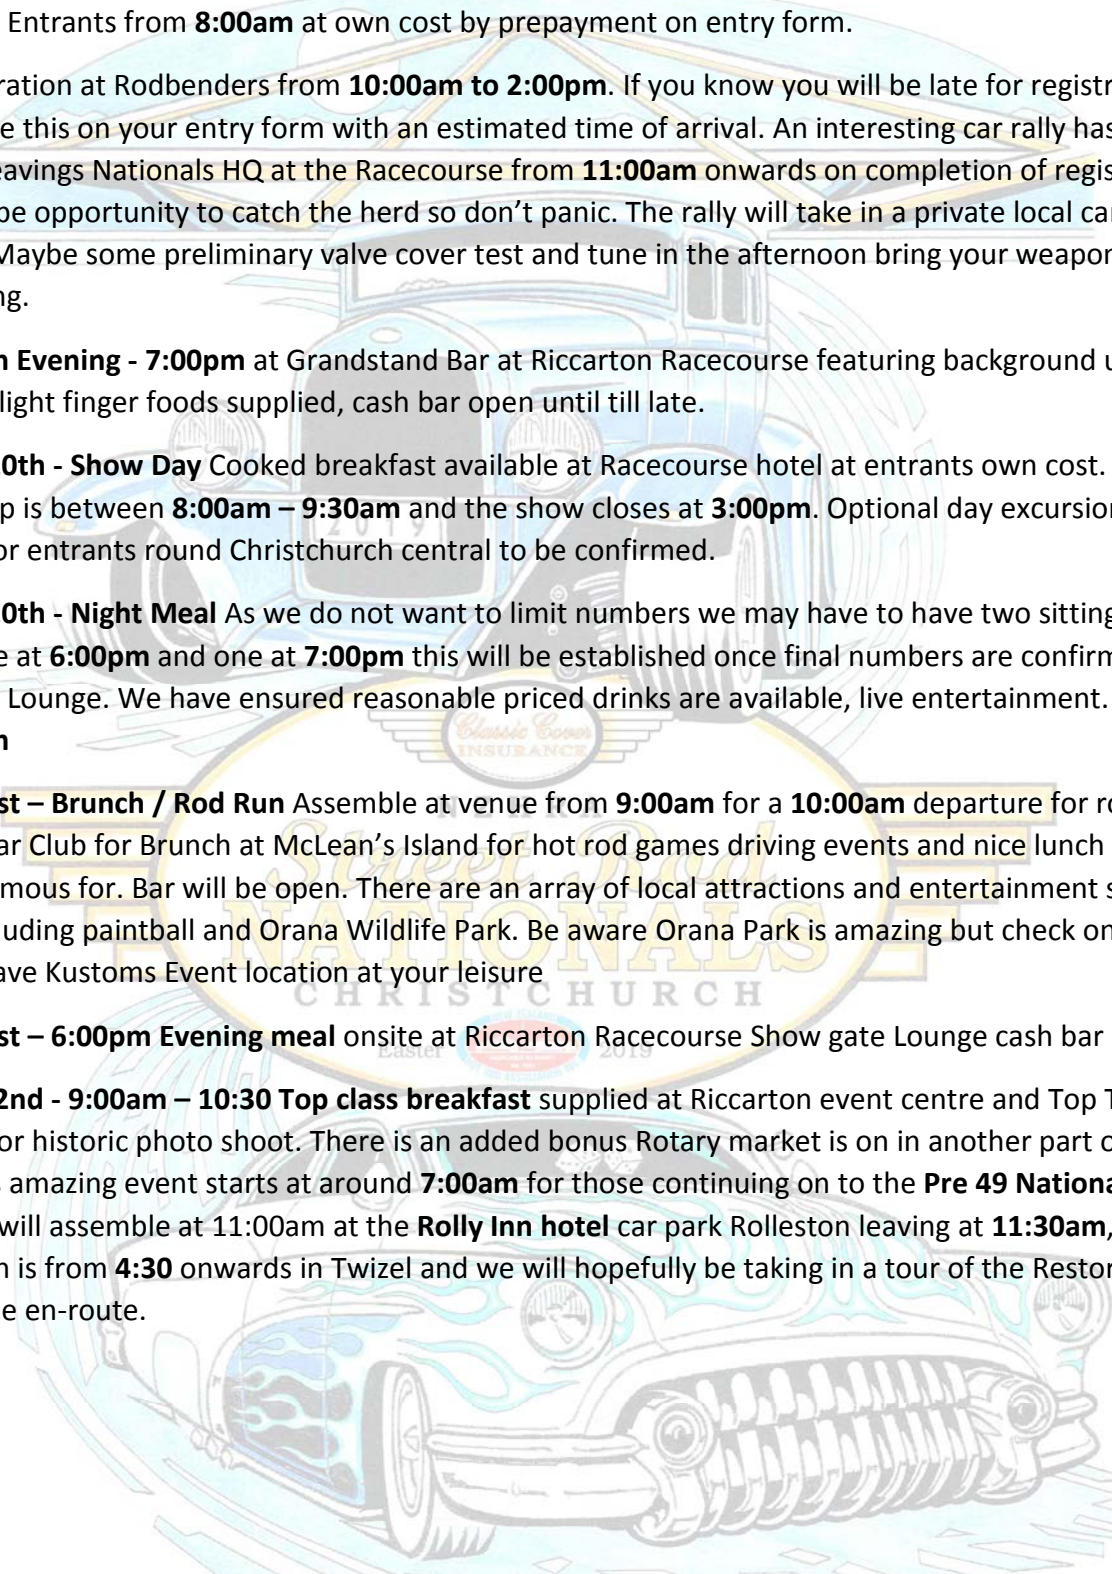 Entrants from 8:00am at own cost by prepayment on entry form.
ration at Rodbenders from 10:00am to 2:00pm. If you know you will be late for registr
e this on your entry form with an estimated time of arrival. An interesting car rally has
eavings Nationals HQ at the Racecourse from 11:00am onwards on completion of regis
be opportunity to catch the herd so don't panic. The rally will take in a private local car
Maybe some preliminary valve cover test and tune in the afternoon bring your weapon
ng.
n Evening - 7:00pm at Grandstand Bar at Riccarton Racecourse featuring background u
light finger foods supplied, cash bar open until till late.
0th - Show Day Cooked breakfast available at Racecourse hotel at entrants own cost.
p is between 8:00am – 9:30am and the show closes at 3:00pm. Optional day excursion
or entrants round Christchurch central to be confirmed.
2019
0th - Night Meal As we do not want to limit numbers we may have to have two sitting
e at 6:00pm and one at 7:00pm this will be established once final numbers are confirm
Lounge. We have ensured reasonable priced drinks are available, live entertainment.
n
Classic Cover
INSURANCE
st – Brunch / Rod Run Assemble at venue from 9:00am for a 10:00am departure for ro
NZHRA
ar Club for Brunch at McLean's Island for hot rod games driving events and nice lunch
Street Rod
mous for. Bar will be open. There are an array of local attractions and entertainment s
NATIONALS
luding paintball and Orana Wildlife Park. Be aware Orana Park is amazing but check on
ave Kustoms Event location at your leisure
CHRISTCHURCH
st – 6:00pm Evening meal onsite at Riccarton Racecourse Show gate Lounge cash bar
Easter 2019
2nd - 9:00am – 10:30 Top class breakfast supplied at Riccarton event centre and Top T
or historic photo shoot. There is an added bonus Rotary market is on in another part o
s amazing event starts at around 7:00am for those continuing on to the Pre 49 Nationa
will assemble at 11:00am at the Rolly Inn hotel car park Rolleston leaving at 11:30am,
n is from 4:30 onwards in Twizel and we will hopefully be taking in a tour of the Restor
e en-route.